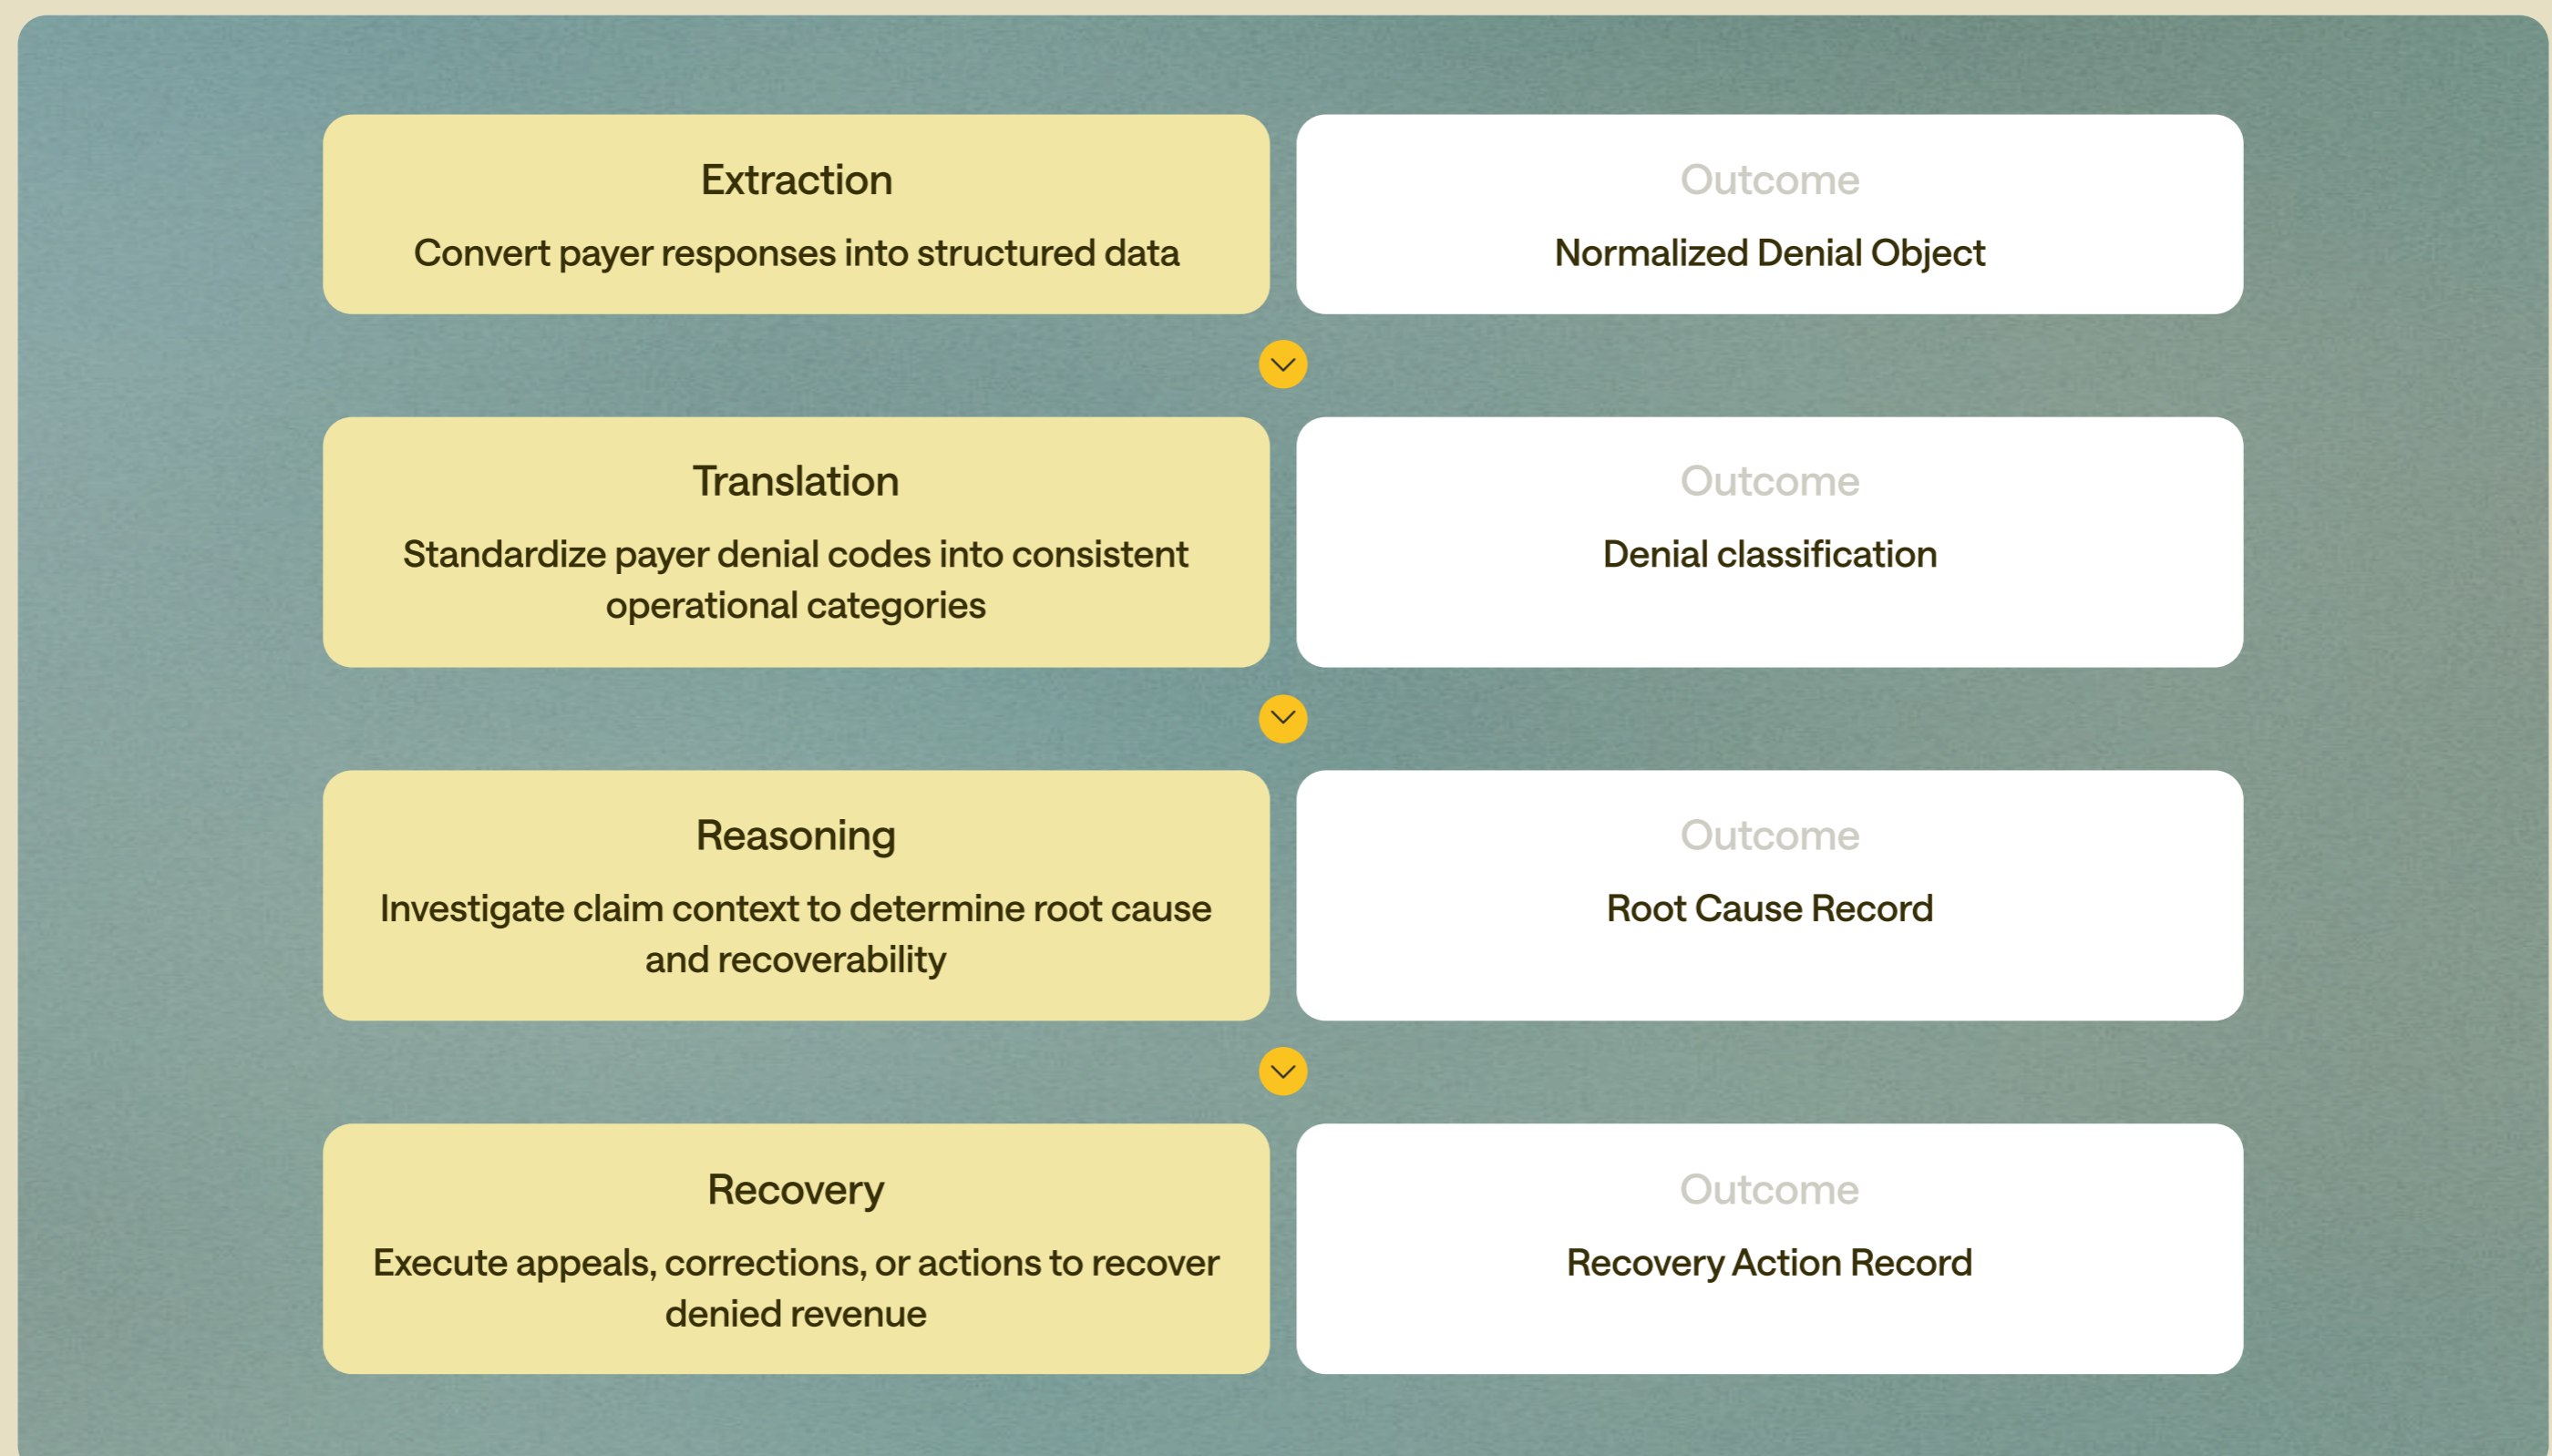 Extraction
Convert payer responses into structured data
Outcome
Normalized Denial Object
Translation
Standardize payer denial codes into consistent
operational categories
Outcome
Denial classification
Reasoning
Investigate claim context to determine root cause
and recoverability
Outcome
Root Cause Record
Recovery
Execute appeals, corrections, or actions to recover
denied revenue
Outcome
Recovery Action Record